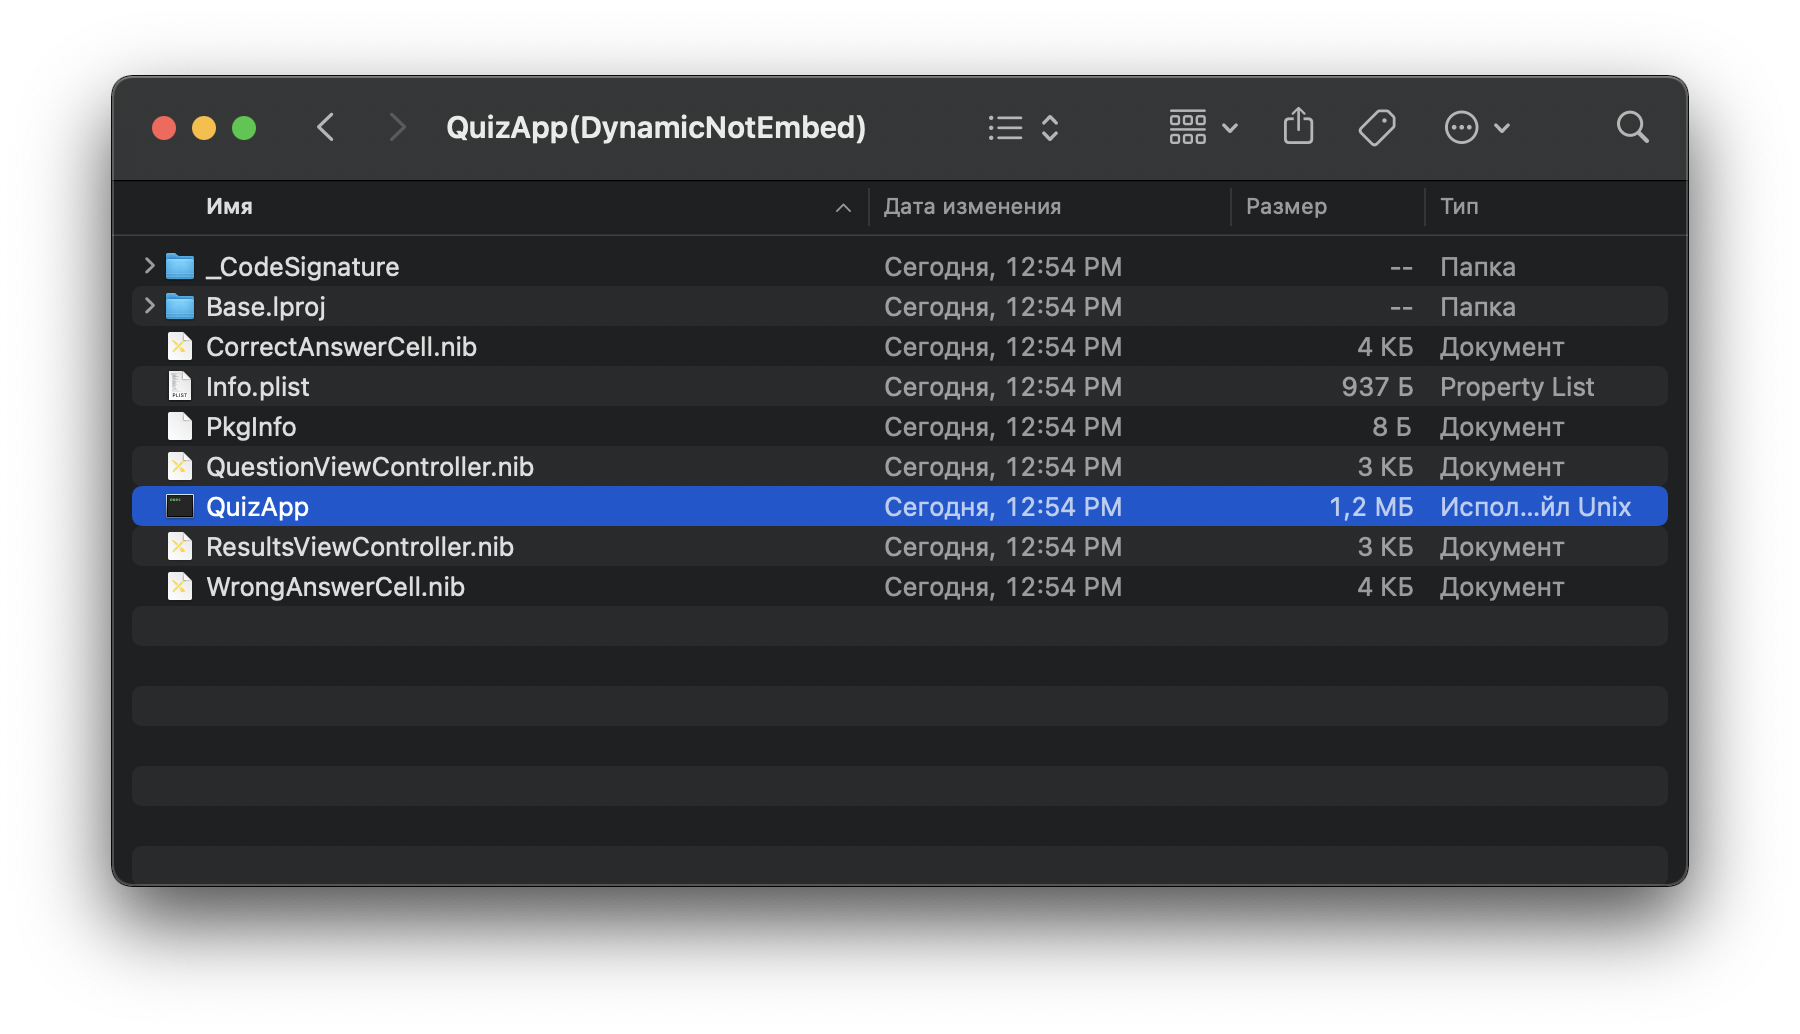 QuizApp(DynamicNotEmbed)
Имя Дата изменения Размер Тип
_CodeSignature Сегодня, 12:54 PM -- Папка
Base.lproj Сегодня, 12:54 PM -- Папка
CorrectAnswerCell.nib Сегодня, 12:54 PM 4 КБ Документ
Info.plist Сегодня, 12:54 PM 937 Б Property List
PkgInfo Сегодня, 12:54 PM 8 Б Документ
QuestionViewController.nib Сегодня, 12:54 PM 3 КБ Документ
QuizApp Сегодня, 12:54 PM 1,2 МБ Испол...йл Unix
ResultsViewController.nib Сегодня, 12:54 PM 3 КБ Документ
WrongAnswerCell.nib Сегодня, 12:54 PM 4 КБ Документ